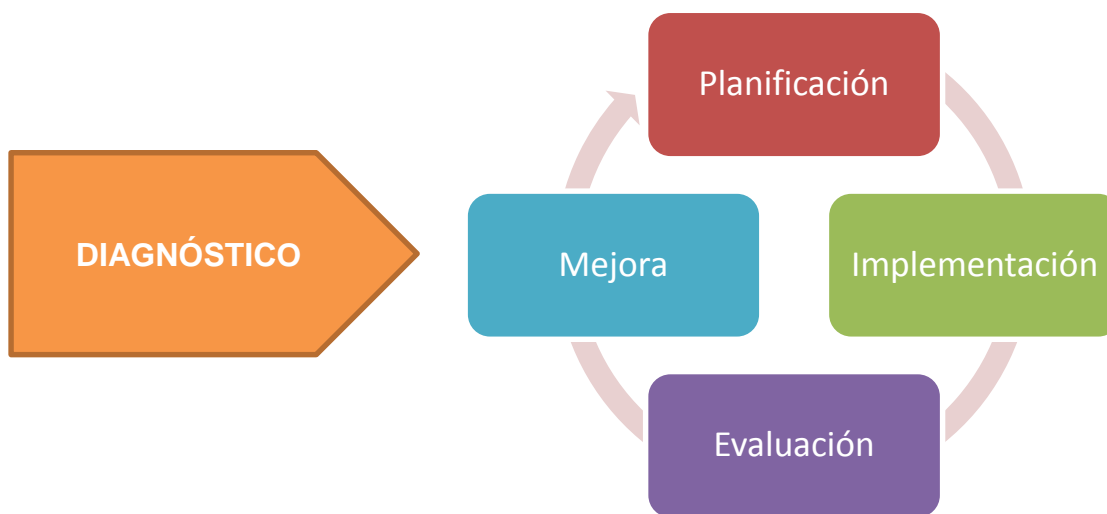 DIAGNÓSTICO
Planificación
Implementación
Evaluación
Mejora